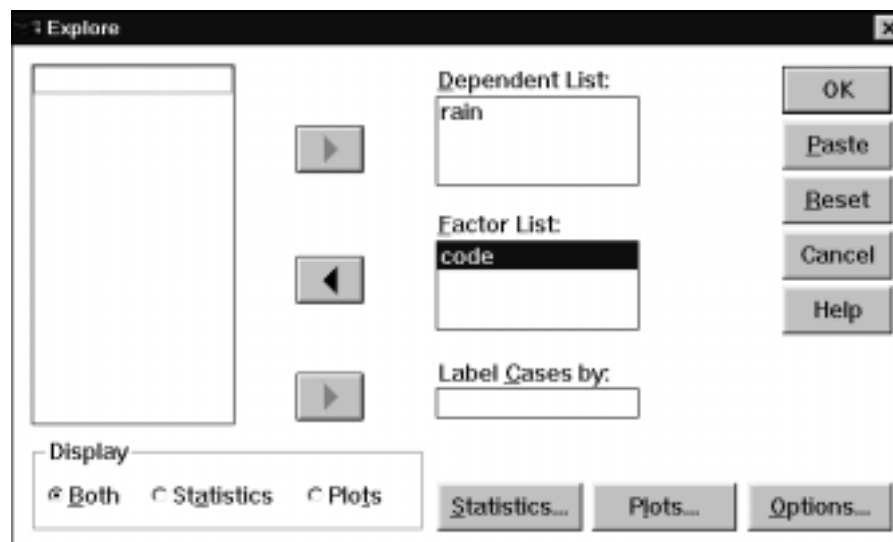 Explore
Dependent List:
rain
OK
Paste
Reset
Factor List:
code
Cancel
Help
Label Cases by:
Display
Both
Statistics
Plots
Statistics...
Plots...
Options...